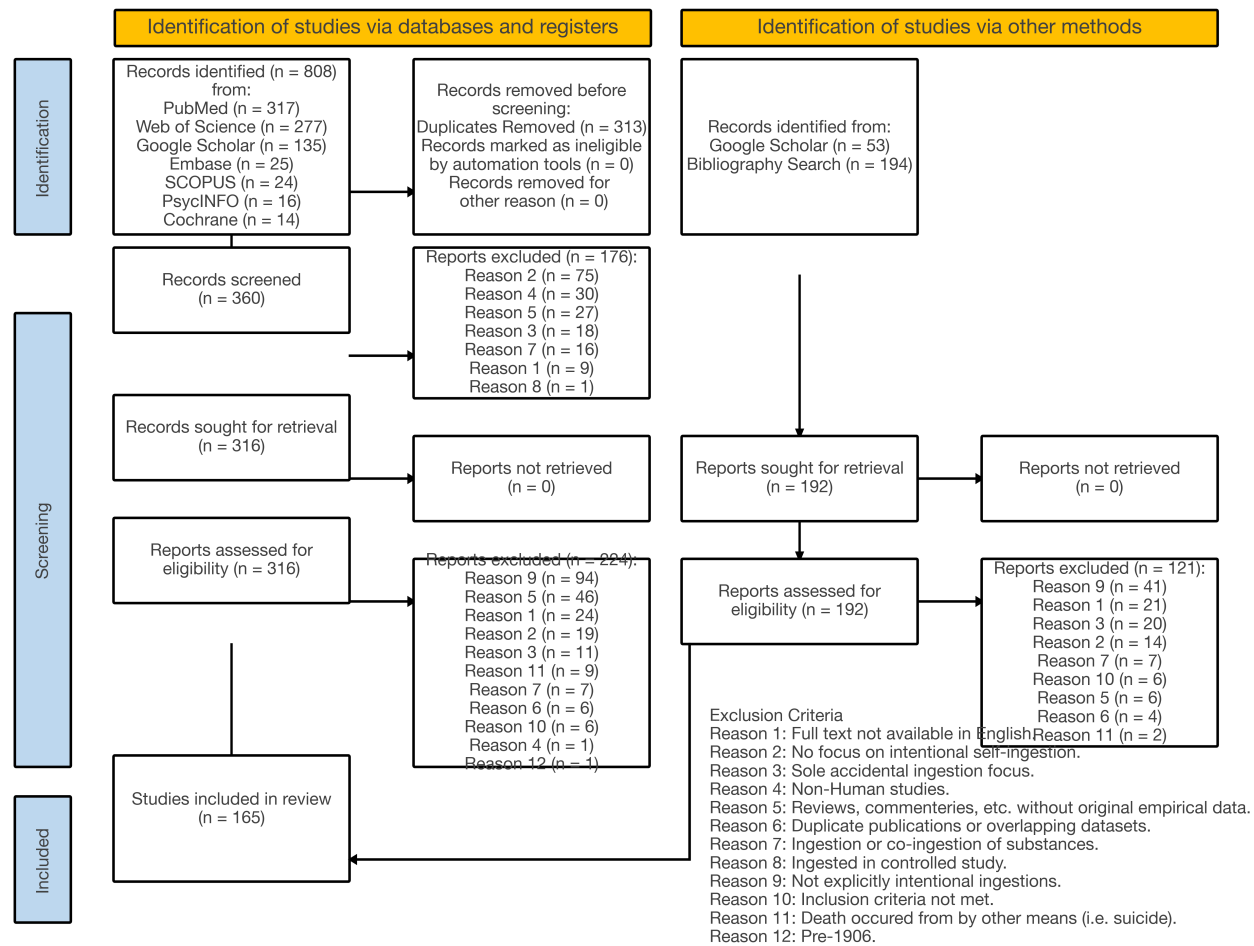 Identification of studies via databases and registers
Identification of studies via other methods
Identification
Records identified (n = 808)
from:
PubMed (n = 317)
Web of Science (n = 277)
Google Scholar (n = 135)
Embase (n = 25)
SCOPUS (n = 24)
PsycINFO (n = 16)
Cochrane (n = 14)
Records removed before
screening:
Duplicates Removed (n = 313)
Records marked as ineligible
by automation tools (n = 0)
Records removed for
other reason (n = 0)
Records identified from:
Google Scholar (n = 53)
Bibliography Search (n = 194)
Screening
Records screened
(n = 360)
Reports excluded (n = 176):
Reason 2 (n = 75)
Reason 4 (n = 30)
Reason 5 (n = 27)
Reason 3 (n = 18)
Reason 7 (n = 16)
Reason 1 (n = 9)
Reason 8 (n = 1)
Records sought for retrieval
(n = 316)
Reports not retrieved
(n = 0)
Reports sought for retrieval
(n = 192)
Reports not retrieved
(n = 0)
Reports assessed for
eligibility (n = 316)
Reports excluded (n = 224):
Reason 9 (n = 94)
Reason 5 (n = 46)
Reason 1 (n = 24)
Reason 2 (n = 19)
Reason 3 (n = 11)
Reason 11 (n = 9)
Reason 7 (n = 7)
Reason 6 (n = 6)
Reason 10 (n = 6)
Reason 4 (n = 1)
Reason 12 (n = 1)
Reports assessed for
eligibility (n = 192)
Reports excluded (n = 121):
Reason 9 (n = 41)
Reason 1 (n = 21)
Reason 3 (n = 20)
Reason 2 (n = 14)
Reason 7 (n = 7)
Reason 10 (n = 6)
Reason 5 (n = 6)
Reason 6 (n = 4)
Reason 11 (n = 2)
Included
Studies included in review
(n = 165)
Exclusion Criteria
Reason 1: Full text not available in English.
Reason 2: No focus on intentional self-ingestion.
Reason 3: Sole accidental ingestion focus.
Reason 4: Non-Human studies.
Reason 5: Reviews, commenteries, etc. without original empirical data.
Reason 6: Duplicate publications or overlapping datasets.
Reason 7: Ingestion or co-ingestion of substances.
Reason 8: Ingested in controlled study.
Reason 9: Not explicitly intentional ingestions.
Reason 10: Inclusion criteria not met.
Reason 11: Death occured from by other means (i.e. suicide).
Reason 12: Pre-1906.